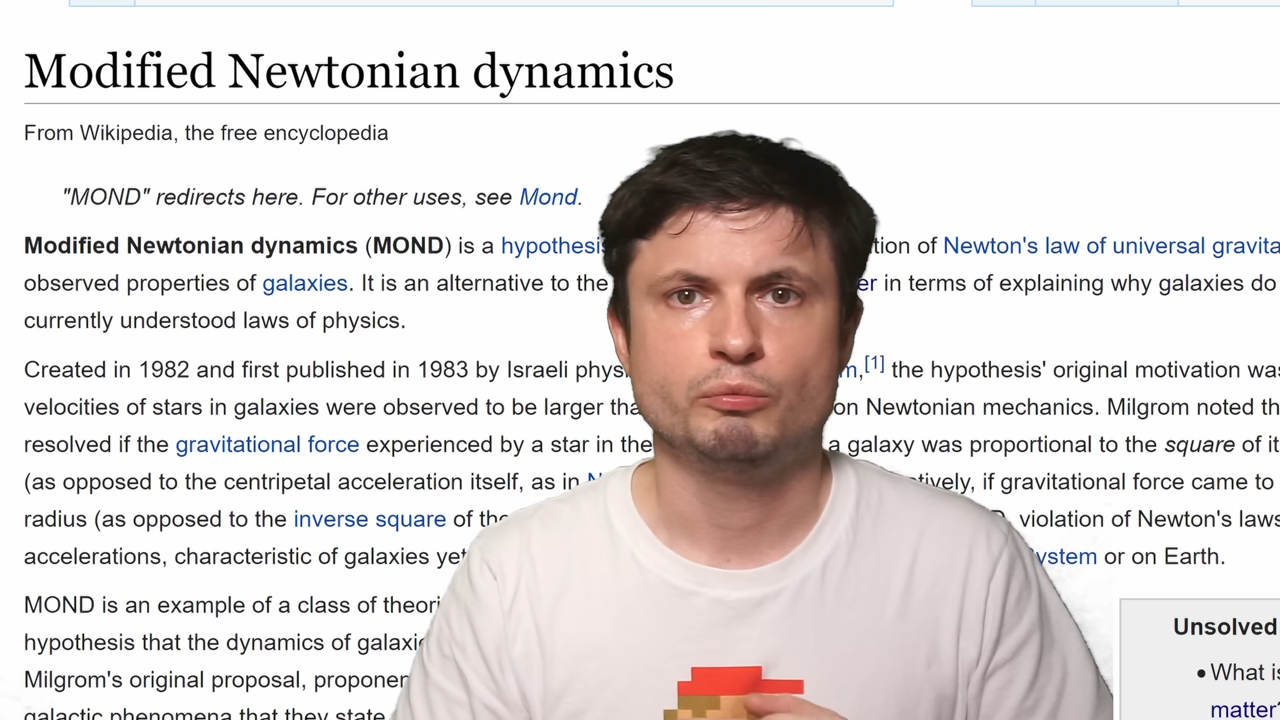 Modified Newtonian dynamics
From Wikipedia, the free encyclopedia
"MOND" redirects here. For other uses, see Mond.
Modified Newtonian dynamics (MOND) is a hypothesis tion of Newton's law of universal gravita
observed properties of galaxies. It is an alternative to the er in terms of explaining why galaxies do
currently understood laws of physics.
Created in 1982 and first published in 1983 by Israeli phys m,[1] the hypothesis' original motivation was
velocities of stars in galaxies were observed to be larger tha on Newtonian mechanics. Milgrom noted th
resolved if the gravitational force experienced by a star in the a galaxy was proportional to the square of it
(as opposed to the centripetal acceleration itself, as in N tively, if gravitational force came to
radius (as opposed to the inverse square of the D, violation of Newton's laws
accelerations, characteristic of galaxies yet ystem or on Earth.
MOND is an example of a class of theori
hypothesis that the dynamics of galaxi
Milgrom's original proposal, proponen
galactic phenomena that they state
Unsolved
• What is
matter?